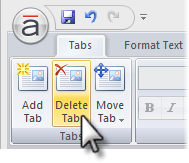 Tabs Format Text
Add Delete Move
Tab Tab Tab
B I
Tabs